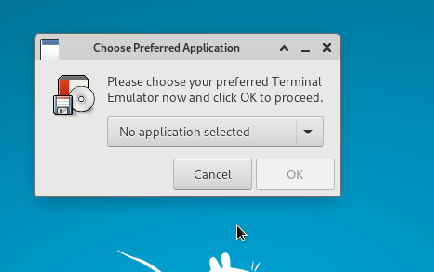 Choose Preferred Application
Please choose your preferred Terminal
Emulator now and click OK to proceed.
No application selected
Cancel
OK